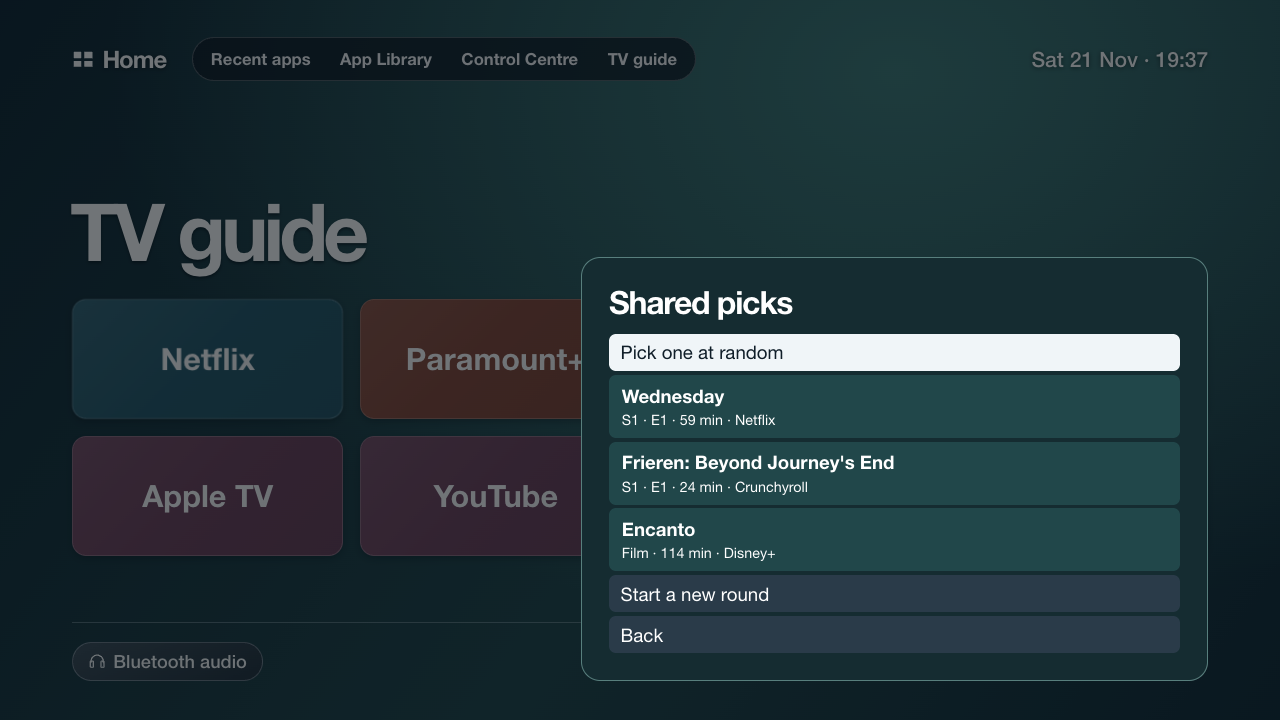 Home
Recent apps
App Library
Control Centre
TV guide
Sat 21 Nov · 19:37
TV guide
Netflix
Paramount+
Apple TV
YouTube
Bluetooth audio
Shared picks
Pick one at random
Wednesday
S1 · E1 · 59 min · Netflix
Frieren: Beyond Journey's End
S1 · E1 · 24 min · Crunchyroll
Encanto
Film · 114 min · Disney+
Start a new round
Back